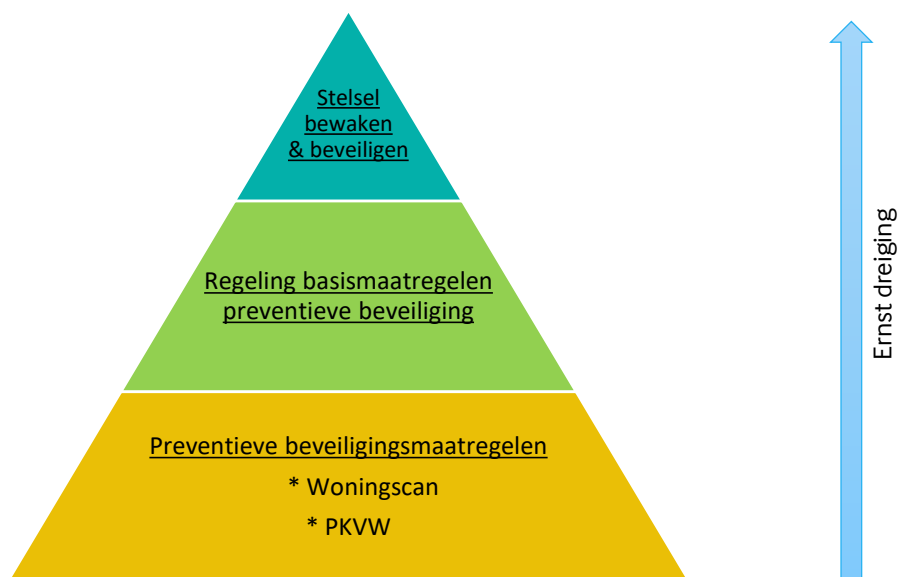 Stelsel
bewaken
& beveiligen
Regeling basismaatregelen
preventieve beveiliging
Preventieve beveiligingsmaatregelen
* Woningscan
* PKVW
Ernst dreiging